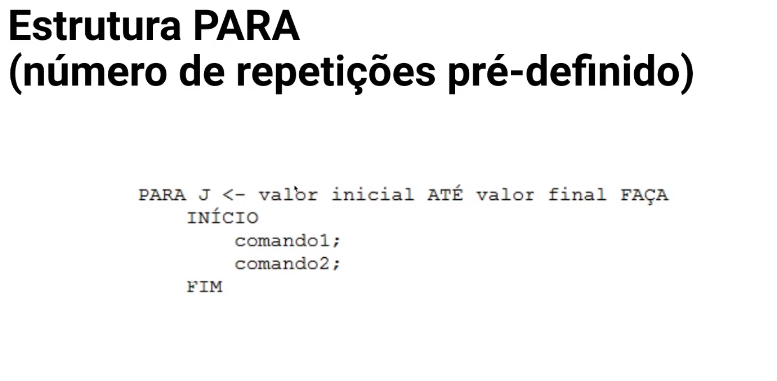 Estrutura PARA
(número de repetições pré-definido)
PARA J <- valor inicial ATÉ valor final FAÇA
INÍCIO
comando1;
comando2;
FIM